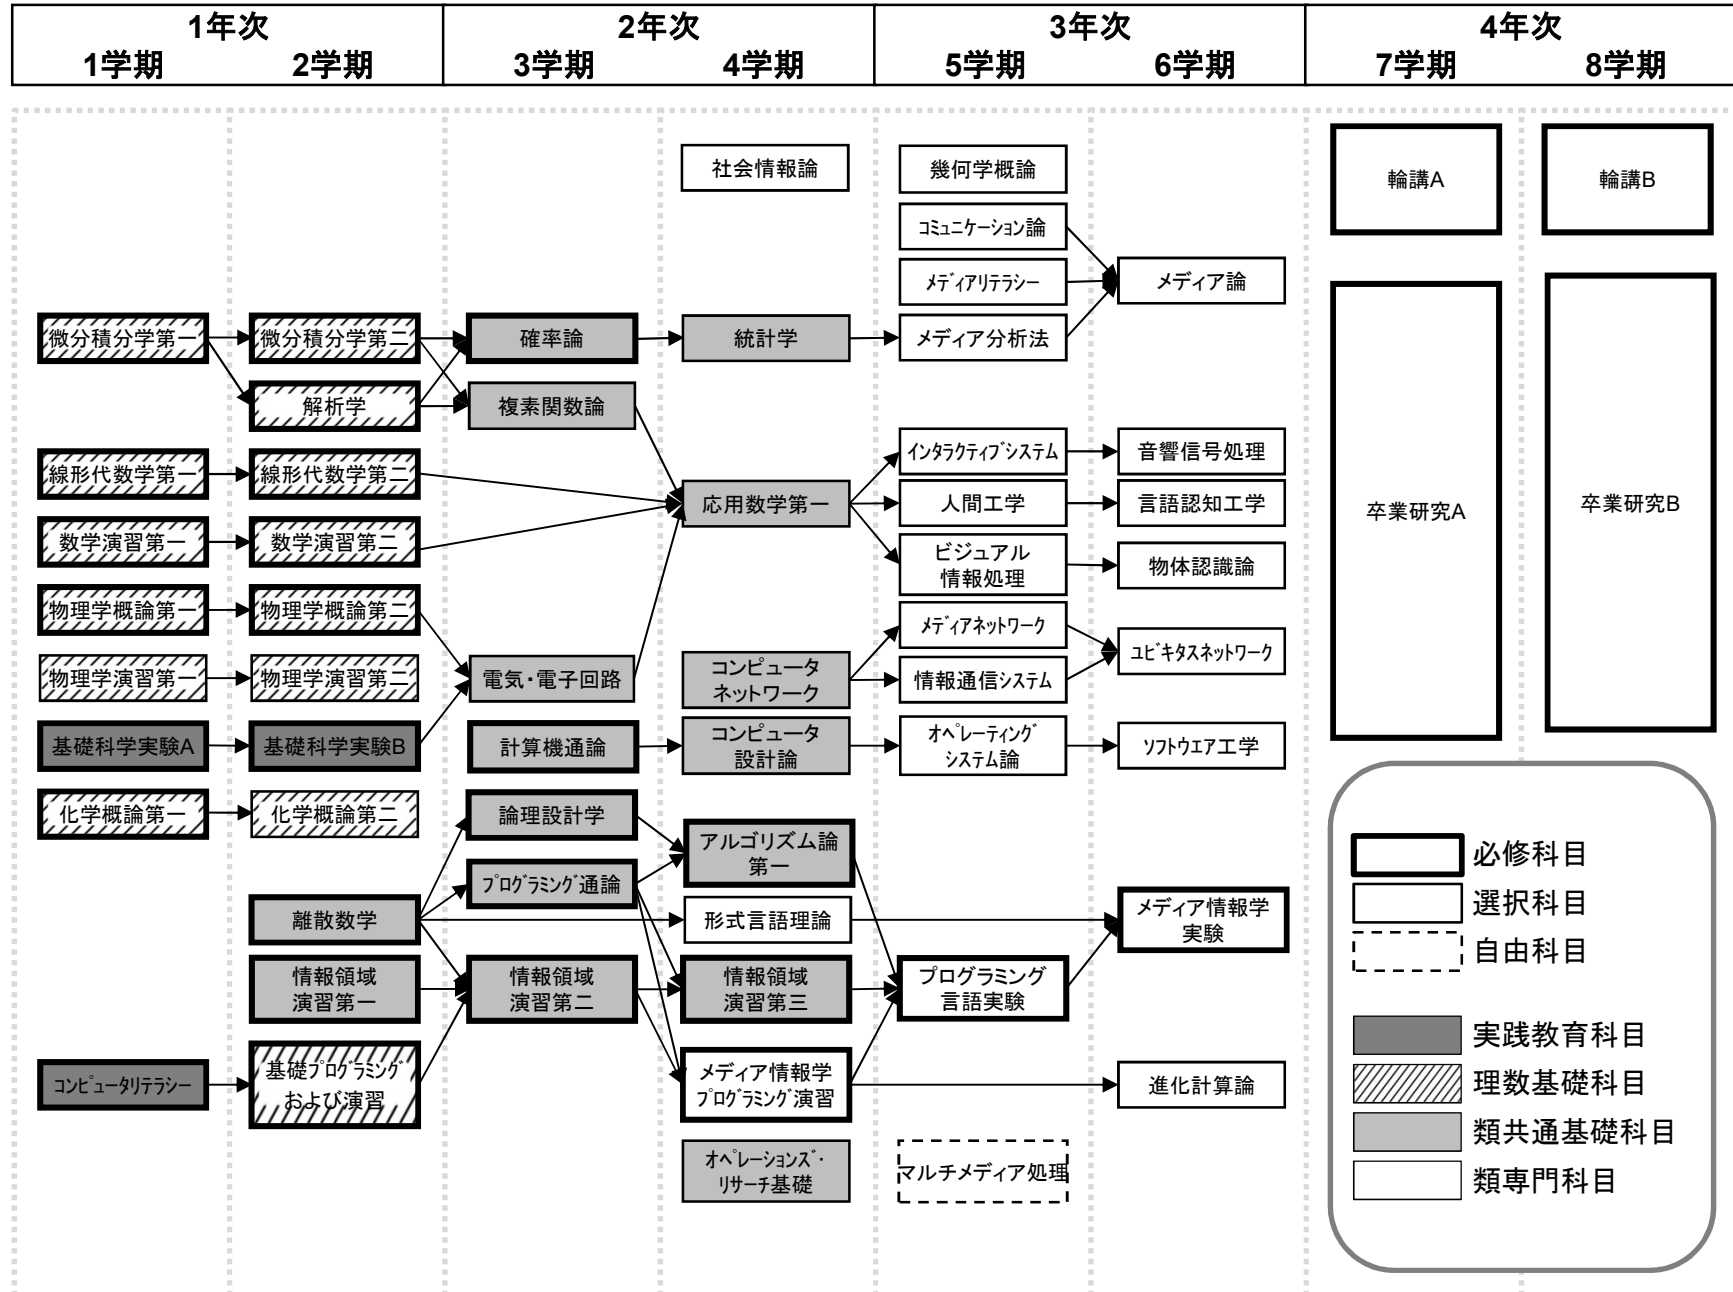 1年次
2年次
3年次
4年次
1学期
2学期
3学期
4学期
5学期
6学期
7学期
8学期
社会情報論
幾何学概論
輪講A
輪講B
コミュニケーション論
メディアリテラシー
メディア論
微分積分学第一
微分積分学第二
確率論
統計学
メディア分析法
解析学
複素関数論
線形代数学第一
線形代数学第二
インタラクティブシステム
音響信号処理
応用数学第一
人間工学
言語認知工学
卒業研究A
卒業研究B
数学演習第一
数学演習第二
ビジュアル
情報処理
物体認識論
物理学概論第一
物理学概論第二
メディアネットワーク
ユビキタスネットワーク
物理学演習第一
物理学演習第二
電気・電子回路
コンピュータ
ネットワーク
情報通信システム
基礎科学実験A
基礎科学実験B
計算機通論
コンピュータ
設計論
オペレーティング
システム論
ソフトウエア工学
化学概論第一
化学概論第二
論理設計学
アルゴリズム論
第一
プログラミング通論
離散数学
形式言語理論
メディア情報学
実験
情報領域
演習第一
情報領域
演習第二
情報領域
演習第三
プログラミング
言語実験
コンピュータリテラシー
基礎プログラミング
および演習
メディア情報学
プログラミング演習
進化計算論
オペレーションズ・
リサーチ基礎
マルチメディア処理
必修科目
選択科目
自由科目
実践教育科目
理数基礎科目
類共通基礎科目
類専門科目